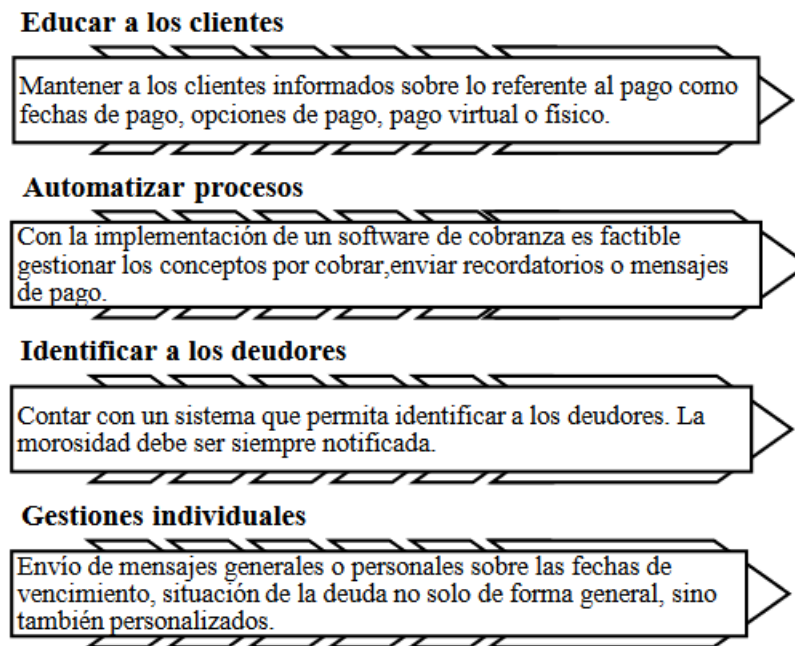 Educar a los clientes
Mantener a los clientes informados sobre lo referente al pago como
fechas de pago, opciones de pago, pago virtual o físico.
Automatizar procesos
Con la implementación de un software de cobranza es factible
gestionar los conceptos por cobrar,enviar recordatorios o mensajes
de pago.
Identificar a los deudores
Contar con un sistema que permita identificar a los deudores. La
morosidad debe ser siempre notificada.
Gestiones individuales
Envío de mensajes generales o personales sobre las fechas de
vencimiento, situación de la deuda no solo de forma general, sino
también personalizados.